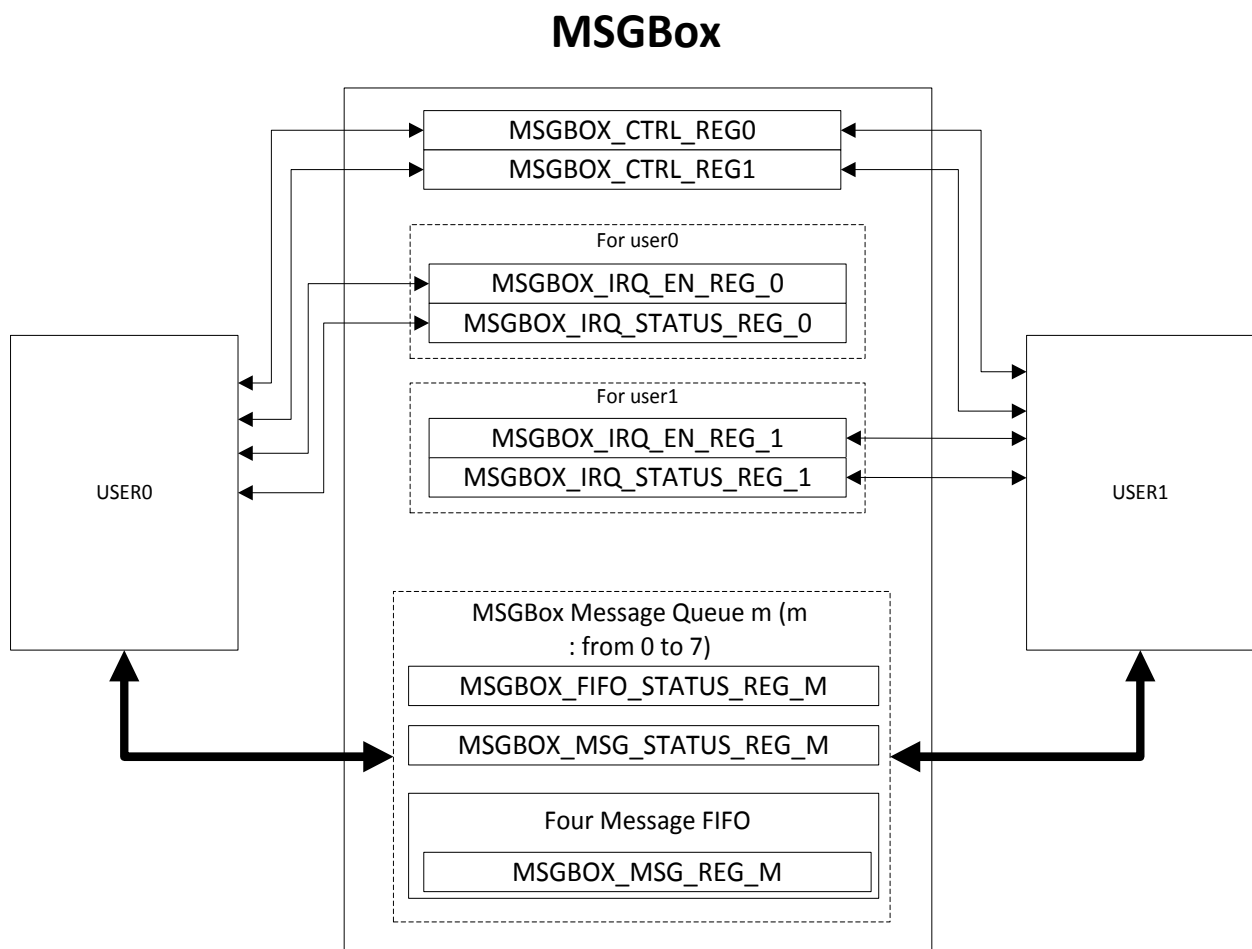 MSGBox
MSGBOX_CTRL_REG0
MSGBOX_CTRL_REG1
For user0
MSGBOX_IRQ_EN_REG_0
MSGBOX_IRQ_STATUS_REG_0
For user1
MSGBOX_IRQ_EN_REG_1
MSGBOX_IRQ_STATUS_REG_1
USER0
USER1
MSGBox Message Queue m (m
: from 0 to 7)
MSGBOX_FIFO_STATUS_REG_M
MSGBOX_MSG_STATUS_REG_M
Four Message FIFO
MSGBOX_MSG_REG_M